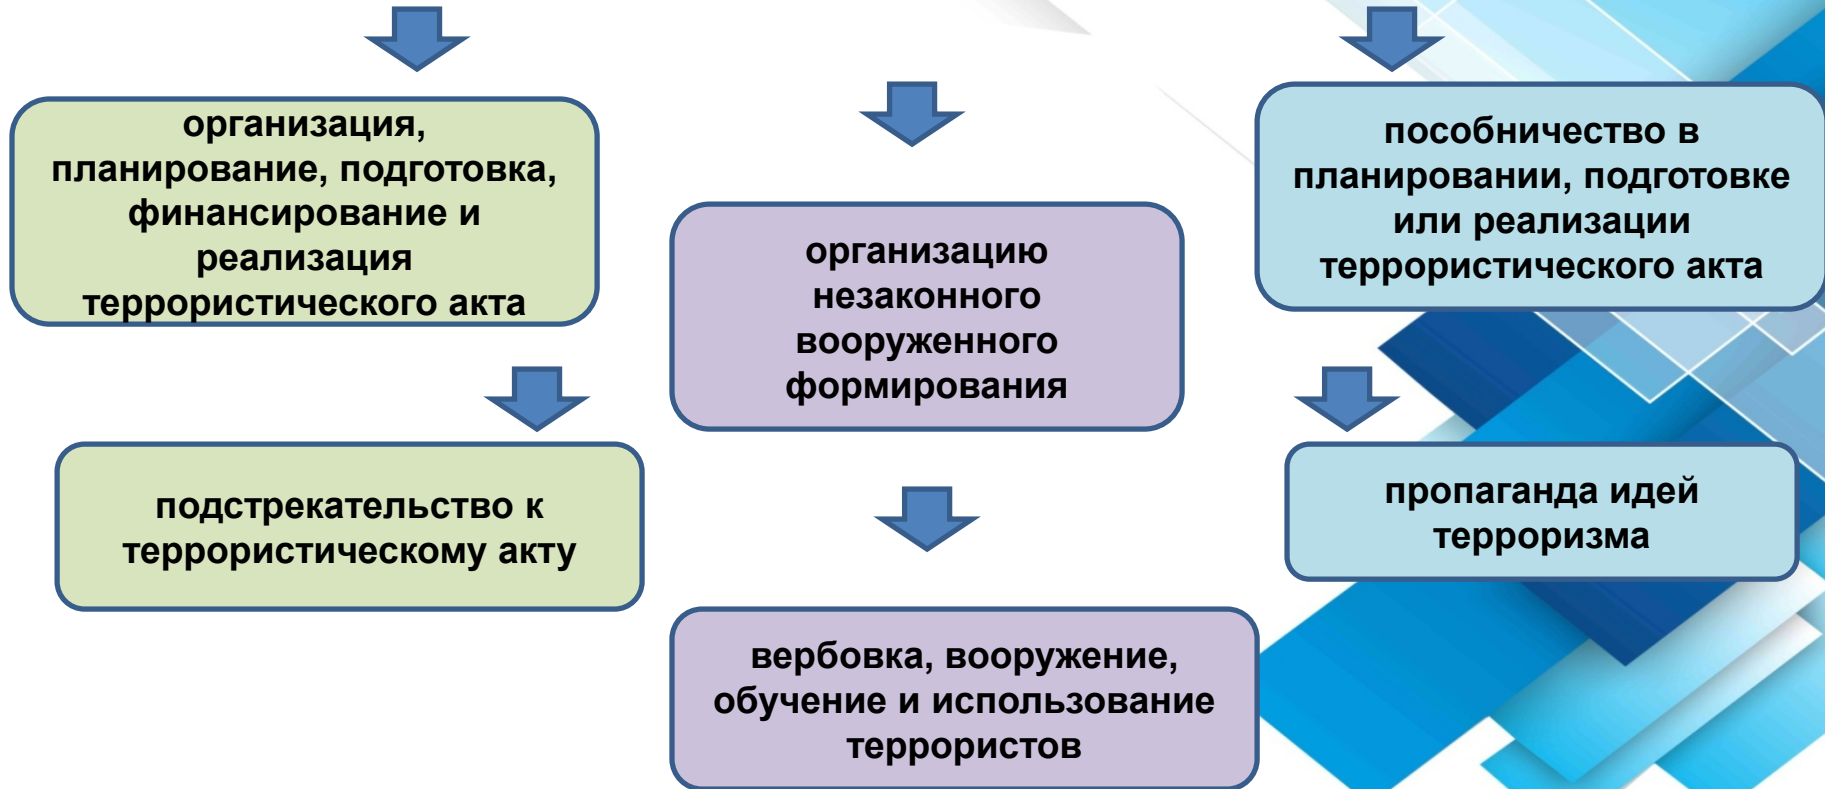 организация,
планирование, подготовка,
финансирование и
реализация
террористического акта
организацию
незаконного
вооруженного
формирования
пособничество в
планировании, подготовке
или реализации
террористического акта
подстрекательство к
террористическому акту
пропаганда идей
терроризма
вербовка, вооружение,
обучение и использование
террористов